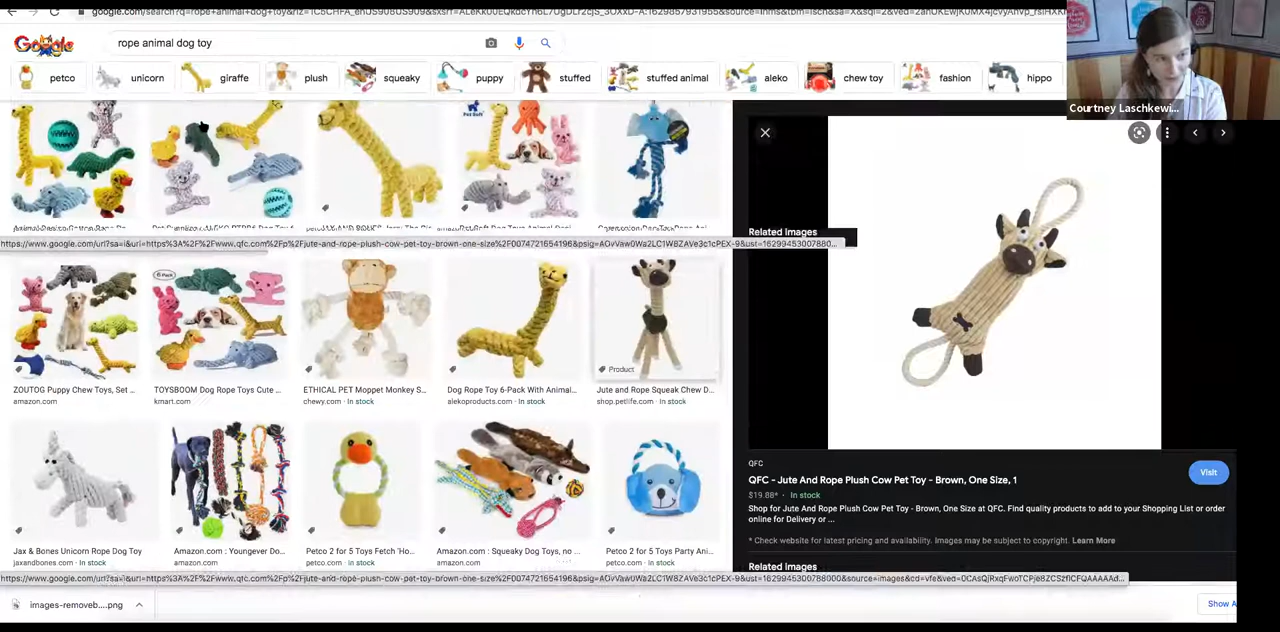 Google
rope animal dog toy
petco
unicorn
giraffe
plush
squeaky
puppy
stuffed
stuffed animal
aleko
chew toy
fashion
hippo
Courtney Laschkewi...
Related Images
ZOUTOG Puppy Chew Toys, Set ...
amazon.com
TOYSBOOM Dog Rope Toys Cute ...
kmart.com
ETHICAL PET Moppet Monkey S...
chewy.com · In stock
Dog Rope Toy 6-Pack With Animal...
alekoproducts.com · In stock
Product
Jute and Rope Squeak Chew D...
shop.petlife.com · In stock
6 Pack
Jax & Bones Unicorn Rope Dog Toy
jaxandbones.com · In stock
Amazon.com : Youngever Do...
amazon.com
Petco 2 for 5 Toys Fetch 'Ho...
petco.com · In stock
Amazon.com : Squeaky Dog Toys, no ...
amazon.com
Petco 2 for 5 Toys Party Ani...
petco.com · In stock
QFC
QFC - Jute And Rope Plush Cow Pet Toy - Brown, One Size, 1
Visit
$19.88* · In stock
Shop for Jute And Rope Plush Cow Pet Toy - Brown, One Size at QFC. Find quality products to add to your Shopping List or order
online for Delivery or ...
* Check website for latest pricing and availability. Images may be subject to copyright. Learn More
Related Images
images-removeb....png
Show A